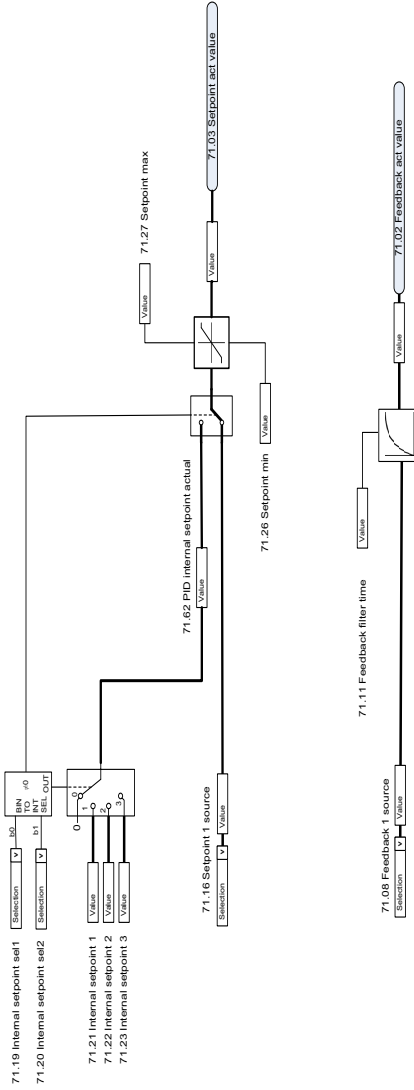 71.19 Internal setpoint sel1
Selection
v
b0
71.20 Internal setpoint sel2
Selection
v
b1
BIN
TO
INT
SEL
≠0
OUT
71.21 Internal setpoint 1
Value
71.22 Internal setpoint 2
Value
71.23 Internal setpoint 3
Value
0
0
1
2
3
71.62 PID internal setpoint actual
Value
71.16 Setpoint 1 source
Selection
v
Value
71.27 Setpoint max
Value
71.26 Setpoint min
Value
Value
71.03 Setpoint act value
71.11 Feedback filter time
Value
71.08 Feedback 1 source
Selection
v
Value
Value
71.02 Feedback act value